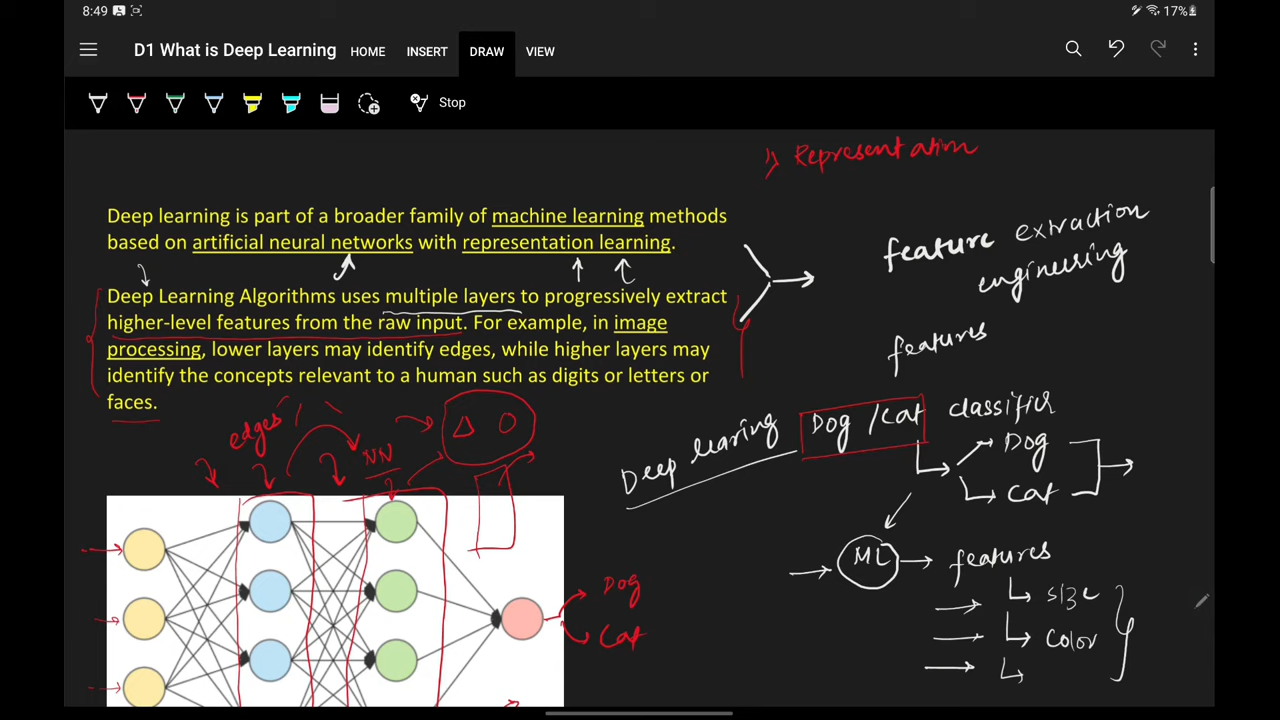 8:49 17%
D1 What is Deep Learning HOME INSERT DRAW VIEW
Stop
1) Representation
Deep learning is part of a broader family of machine learning methods
based on artificial neural networks with representation learning.
Deep Learning Algorithms uses multiple layers to progressively extract
higher-level features from the raw input. For example, in image
processing, lower layers may identify edges, while higher layers may
identify the concepts relevant to a human such as digits or letters or
faces.
feature extraction
engineering
features
Deep learing Dog / Cat classifier
Dog
Cat
ML features
size
color
edges
NN
Dog
Cat